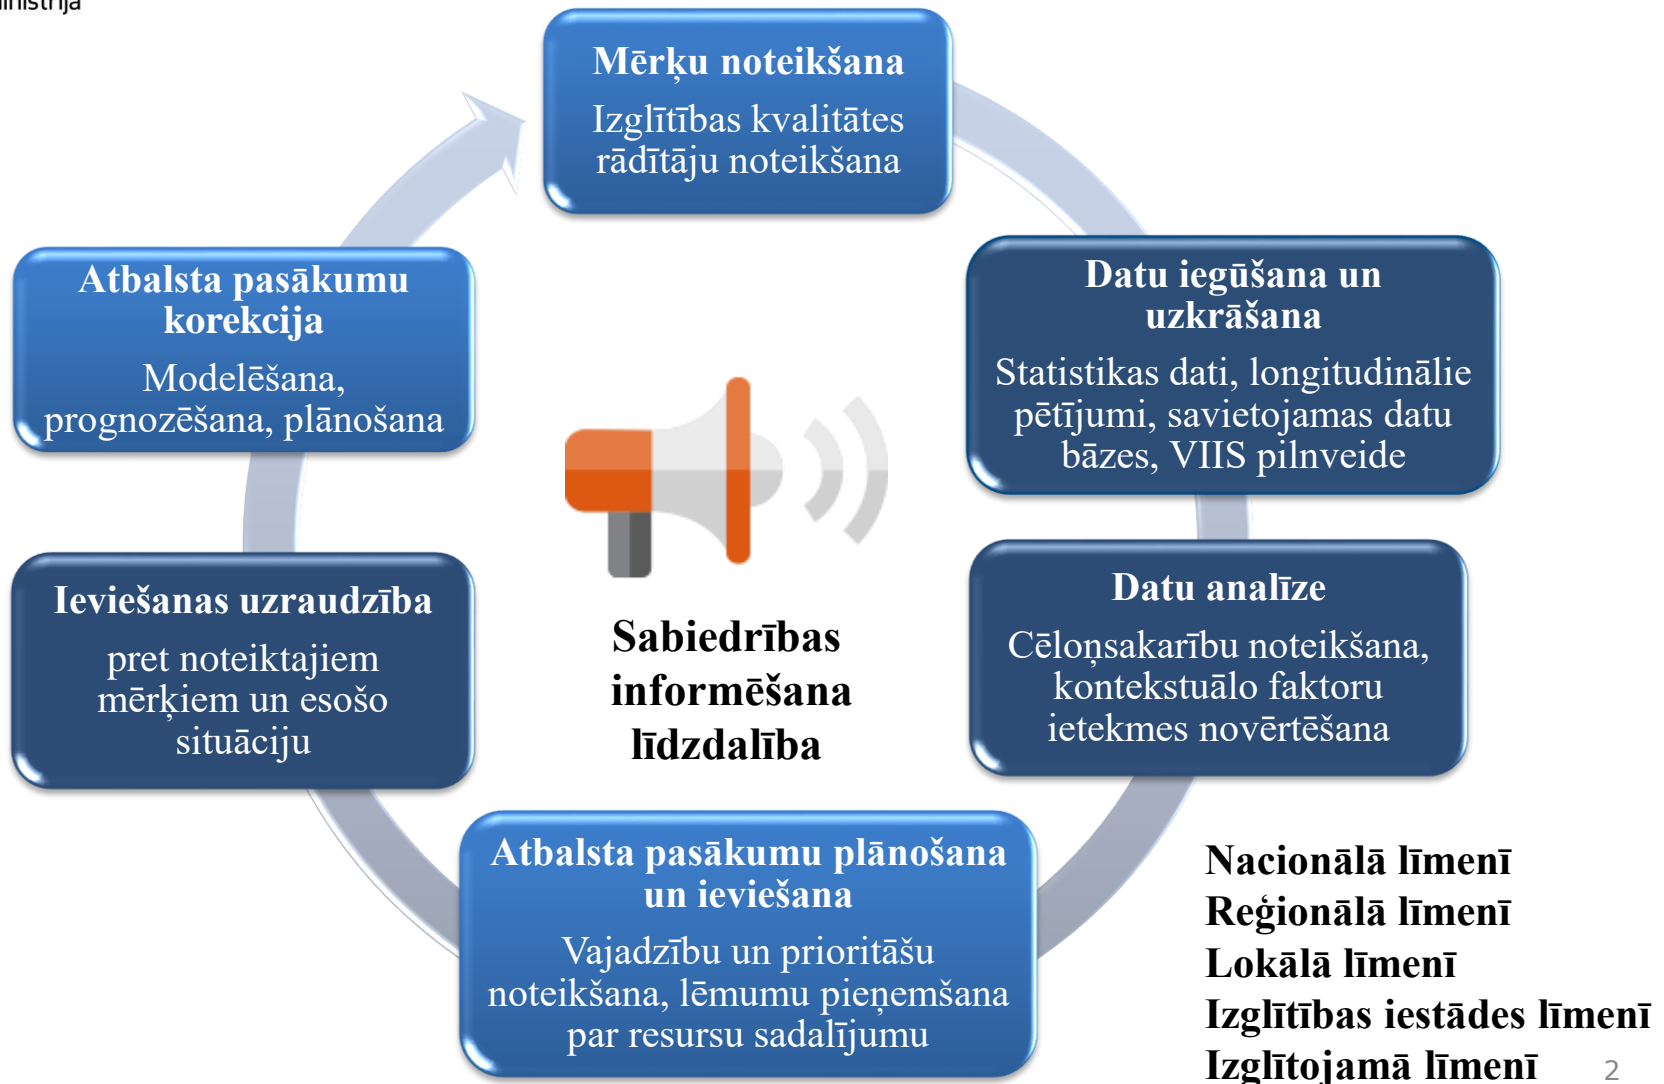 Mērķu noteikšana
Izglītības kvalitātes
rādītāju noteikšana
Datu iegūšana un
uzkrāšana
Statistikas dati, longitudinālie
pētījumi, savietojamas datu
bāzes, VIIS pilnveide
Datu analīze
Cēloņsakarību noteikšana,
kontekstuālo faktoru
ietekmes novērtēšana
Atbalsta pasākumu plānošana
un ieviešana
Vajadzību un prioritāšu
noteikšana, lēmumu pieņemšana
par resursu sadalījumu
Ieviešanas uzraudzība
pret noteiktajiem
mērķiem un esošo
situāciju
Atbalsta pasākumu
korekcija
Modelēšana,
prognozēšana, plānošana
Sabiedrības
informēšana
līdzdalība
Nacionālā līmenī
Reģionālā līmenī
Lokālā līmenī
Izglītības iestādes līmenī
Izglītojamā līmenī
2